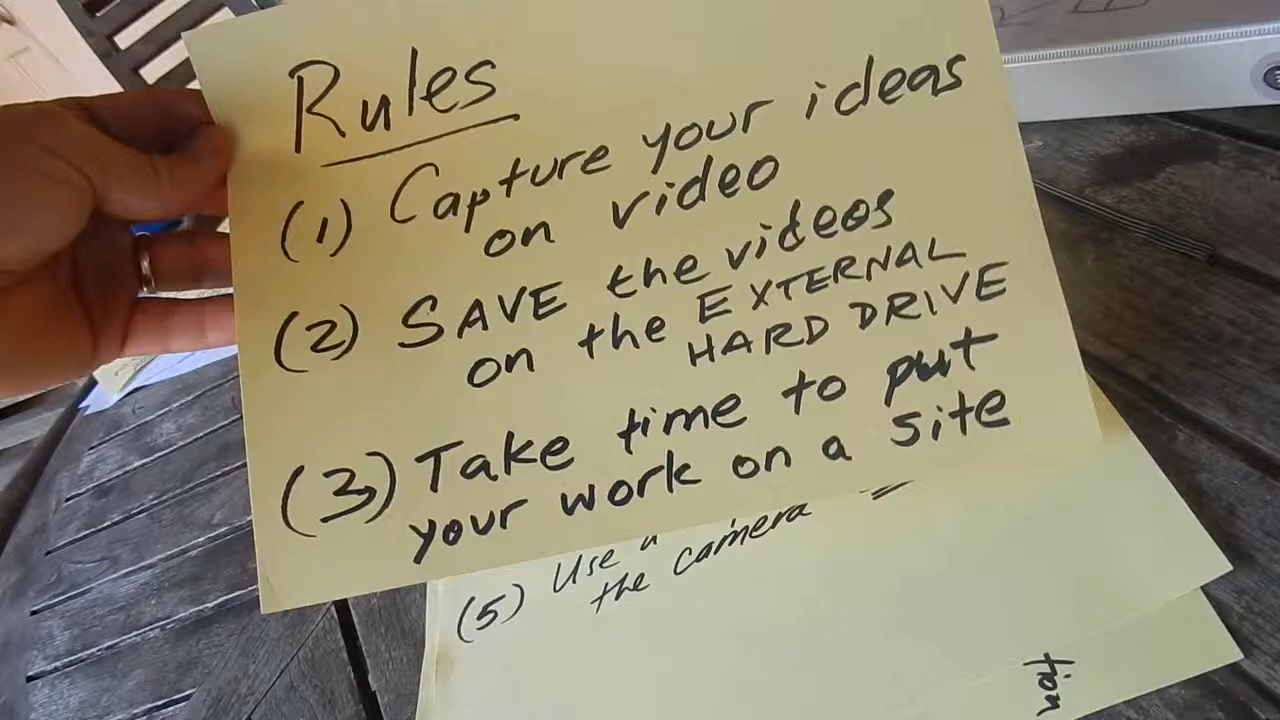 Rules
(1) Capture your ideas
on video
(2) SAVE the videos
on the EXTERNAL
HARD DRIVE
(3) Take time to put
your work on a site
(5) Use a
the camera